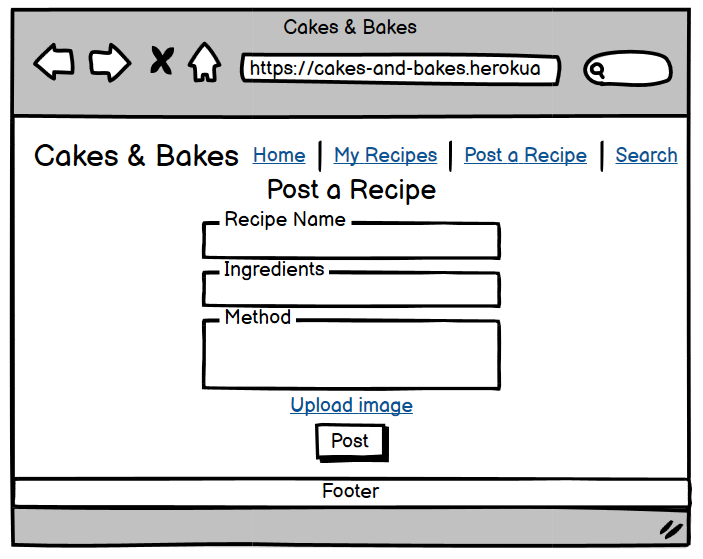 Cakes & Bakes
https://cakes-and-bakes.herokua
Cakes & Bakes Home My Recipes Post a Recipe Search
Post a Recipe
Recipe Name
Ingredients
Method
Upload image
Post
Footer